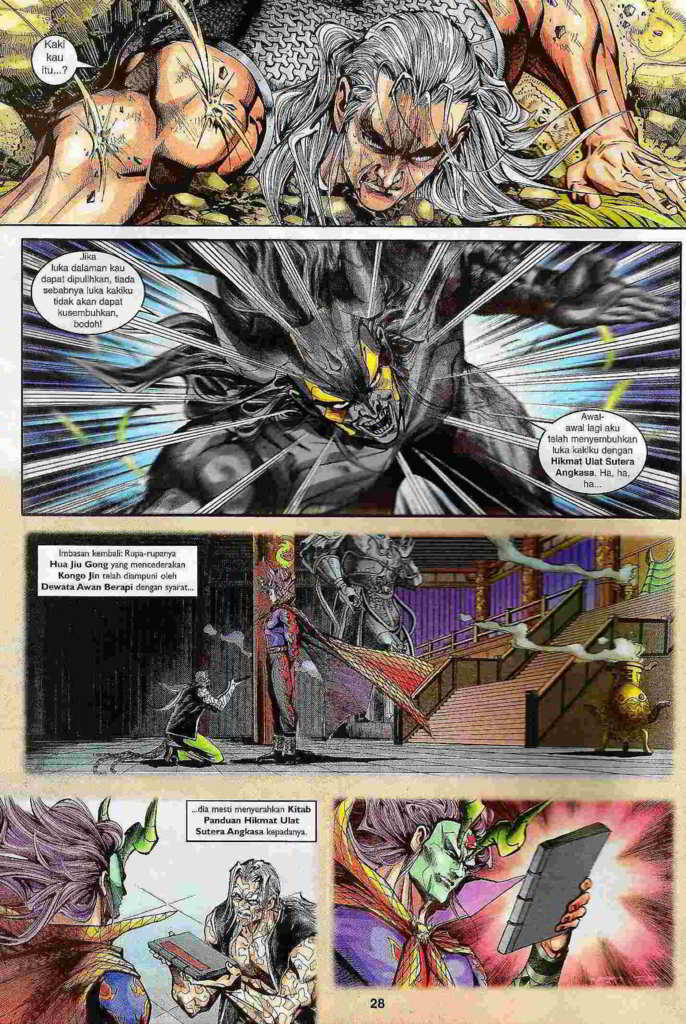 Kaki
kau
itu...?
Jika
luka dalaman kau
dapat dipulihkan, tiada
sebabnya luka kakiku
tidak akan dapat
kusembuhkan,
bodoh!
Awal-
awal lagi aku
telah menyembuhkan
luka kakiku dengan
Hikmat Ulat Sutera
Angkasa. Ha, ha,
ha...
Imbasan kembali: Rupa-rupanya
Hua Jiu Gong yang mencederakan
Kongo Jin telah diampuni oleh
Dewata Awan Berapi dengan syarat...
...dia mesti menyerahkan Kitab
Panduan Hikmat Ulat
Sutera Angkasa kepadanya.
28